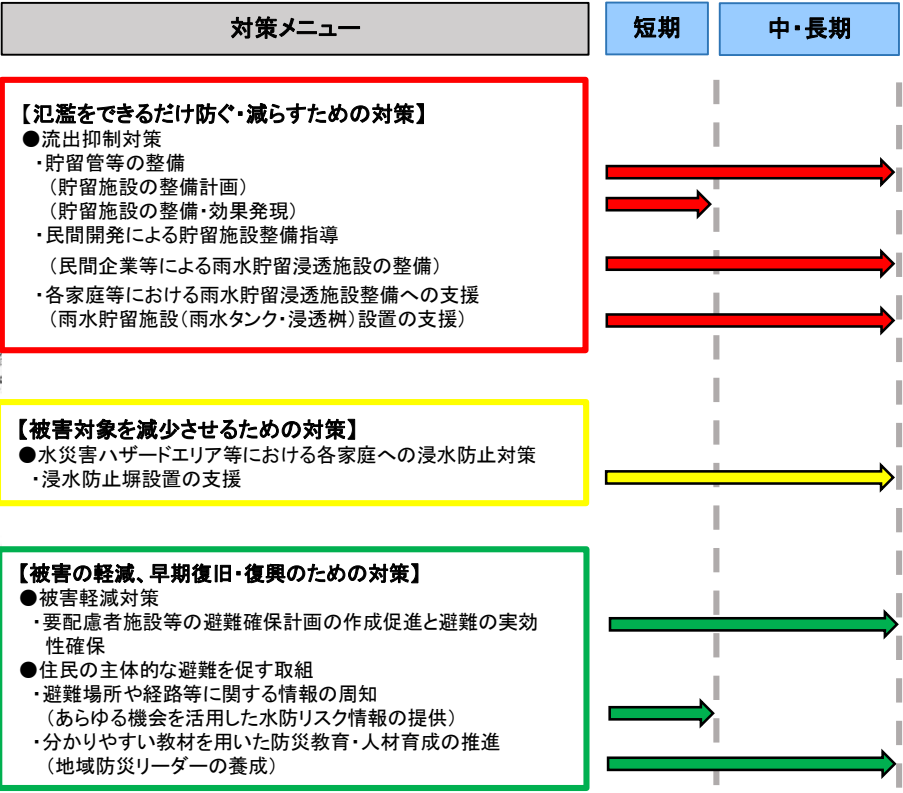 対策メニュー
短期
中・長期
【氾濫をできるだけ防ぐ・減らすための対策】
●流出抑制対策
・貯留管等の整備
（貯留施設の整備計画）
（貯留施設の整備・効果発現）
・民間開発による貯留施設整備指導
（民間企業等による雨水貯留浸透施設の整備）
・各家庭等における雨水貯留浸透施設整備への支援
（雨水貯留施設（雨水タンク・浸透桝）設置の支援）
【被害対象を減少させるための対策】
●水災害ハザードエリア等における各家庭への浸水防止対策
・浸水防止塀設置の支援
【被害の軽減、早期復旧・復興のための対策】
●被害軽減対策
・要配慮者施設等の避難確保計画の作成促進と避難の実効
性確保
●住民の主体的な避難を促す取組
・避難場所や経路等に関する情報の周知
（あらゆる機会を活用した水防リスク情報の提供）
・分かりやすい教材を用いた防災教育・人材育成の推進
（地域防災リーダーの養成）